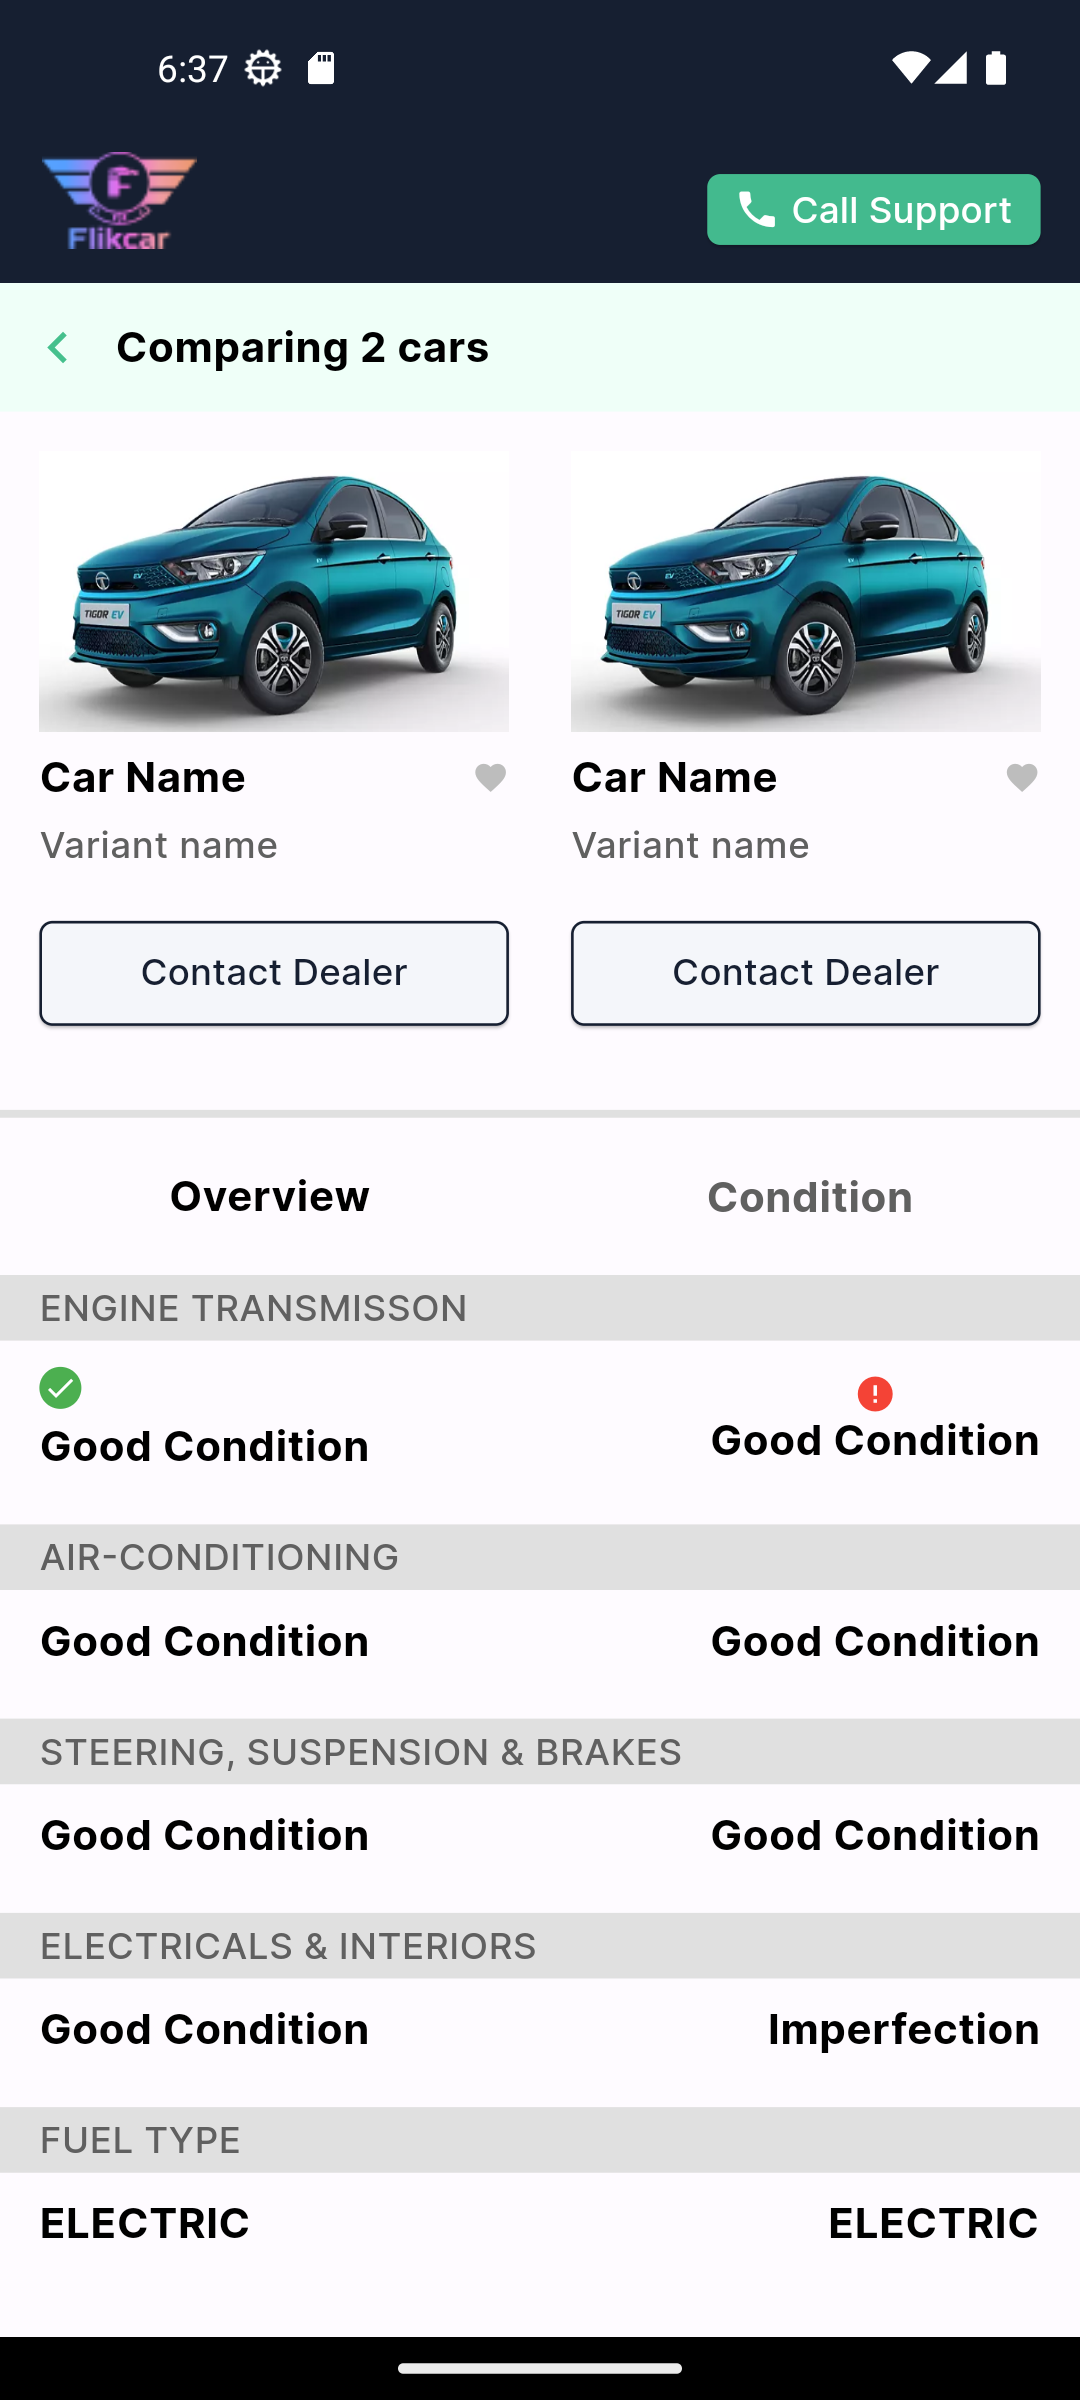 6:37
F
Flikcar
Call Support
Comparing 2 cars
EV
TIGOR EV
EV
TIGOR EV
Car Name
Car Name
Variant name
Variant name
Contact Dealer
Contact Dealer
Overview
Condition
ENGINE TRANSMISSON
Good Condition
Good Condition
AIR-CONDITIONING
Good Condition
Good Condition
STEERING, SUSPENSION & BRAKES
Good Condition
Good Condition
ELECTRICALS & INTERIORS
Good Condition
Imperfection
FUEL TYPE
ELECTRIC
ELECTRIC